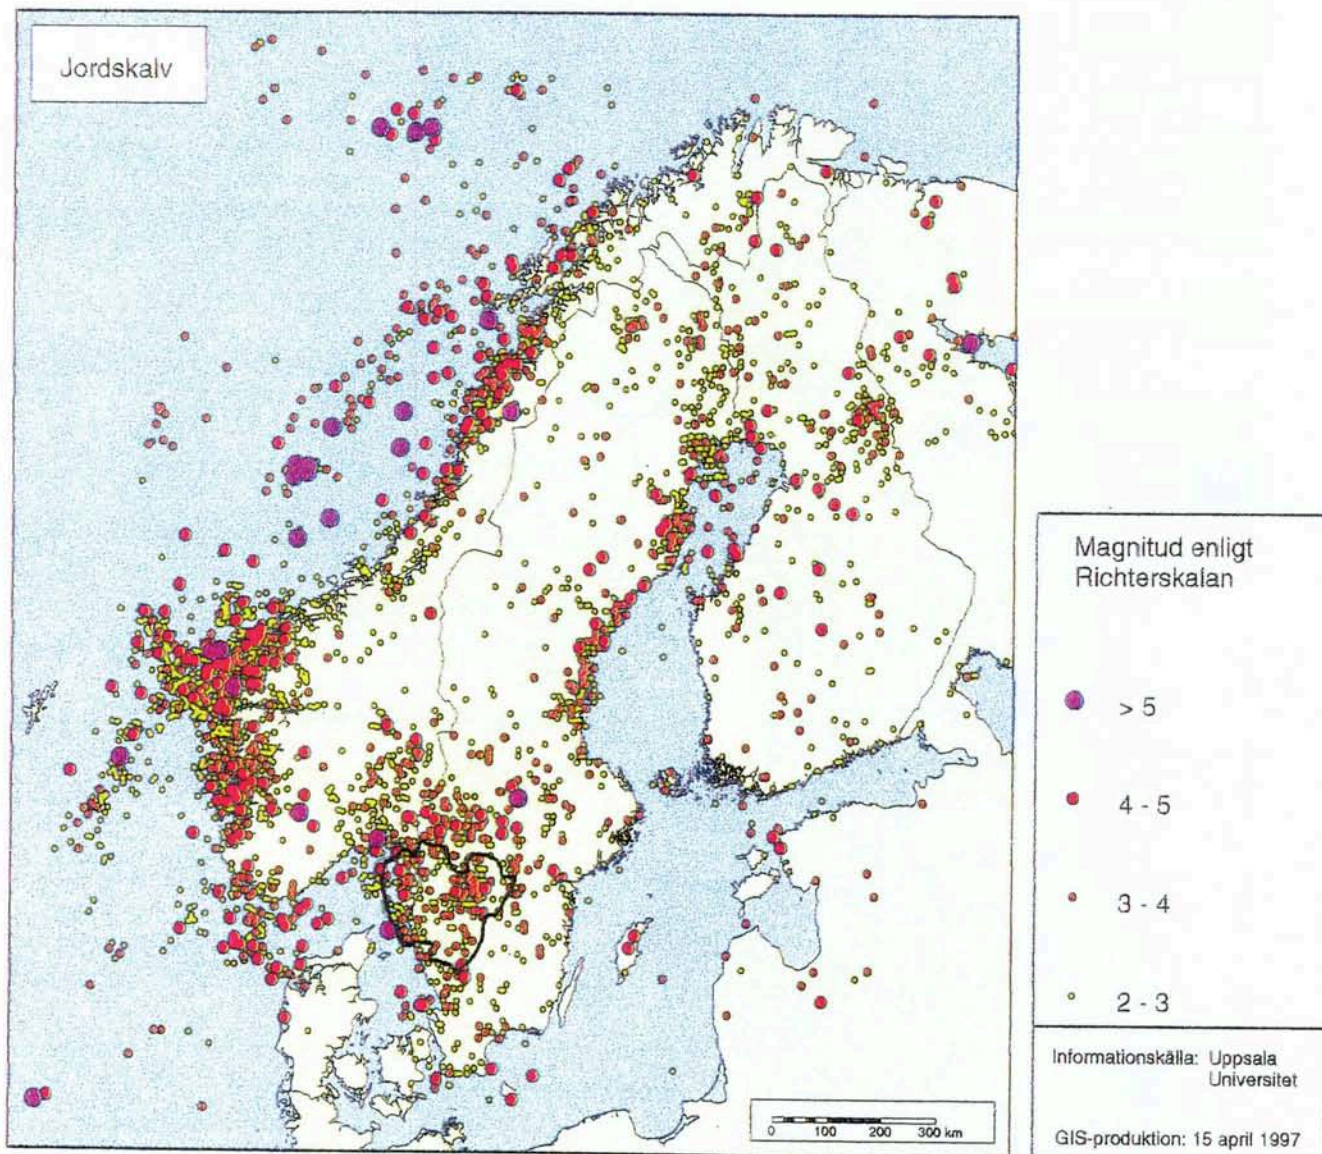 Jordskalv
Magnitud enligt
Richterskalan
> 5
4 - 5
3 - 4
2 - 3
Informationskälla: Uppsala
Universitet
GIS-produktion: 15 april 1997
0 100 200 300 km